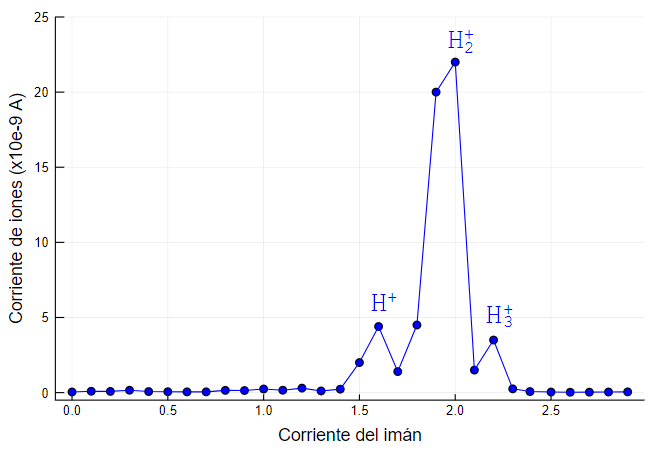 25
20
15
10
5
0
Corriente de iones (x10e-9 A)
H₂⁺
H⁺
H₃⁺
0.0 0.5 1.0 1.5 2.0 2.5
Corriente del imán